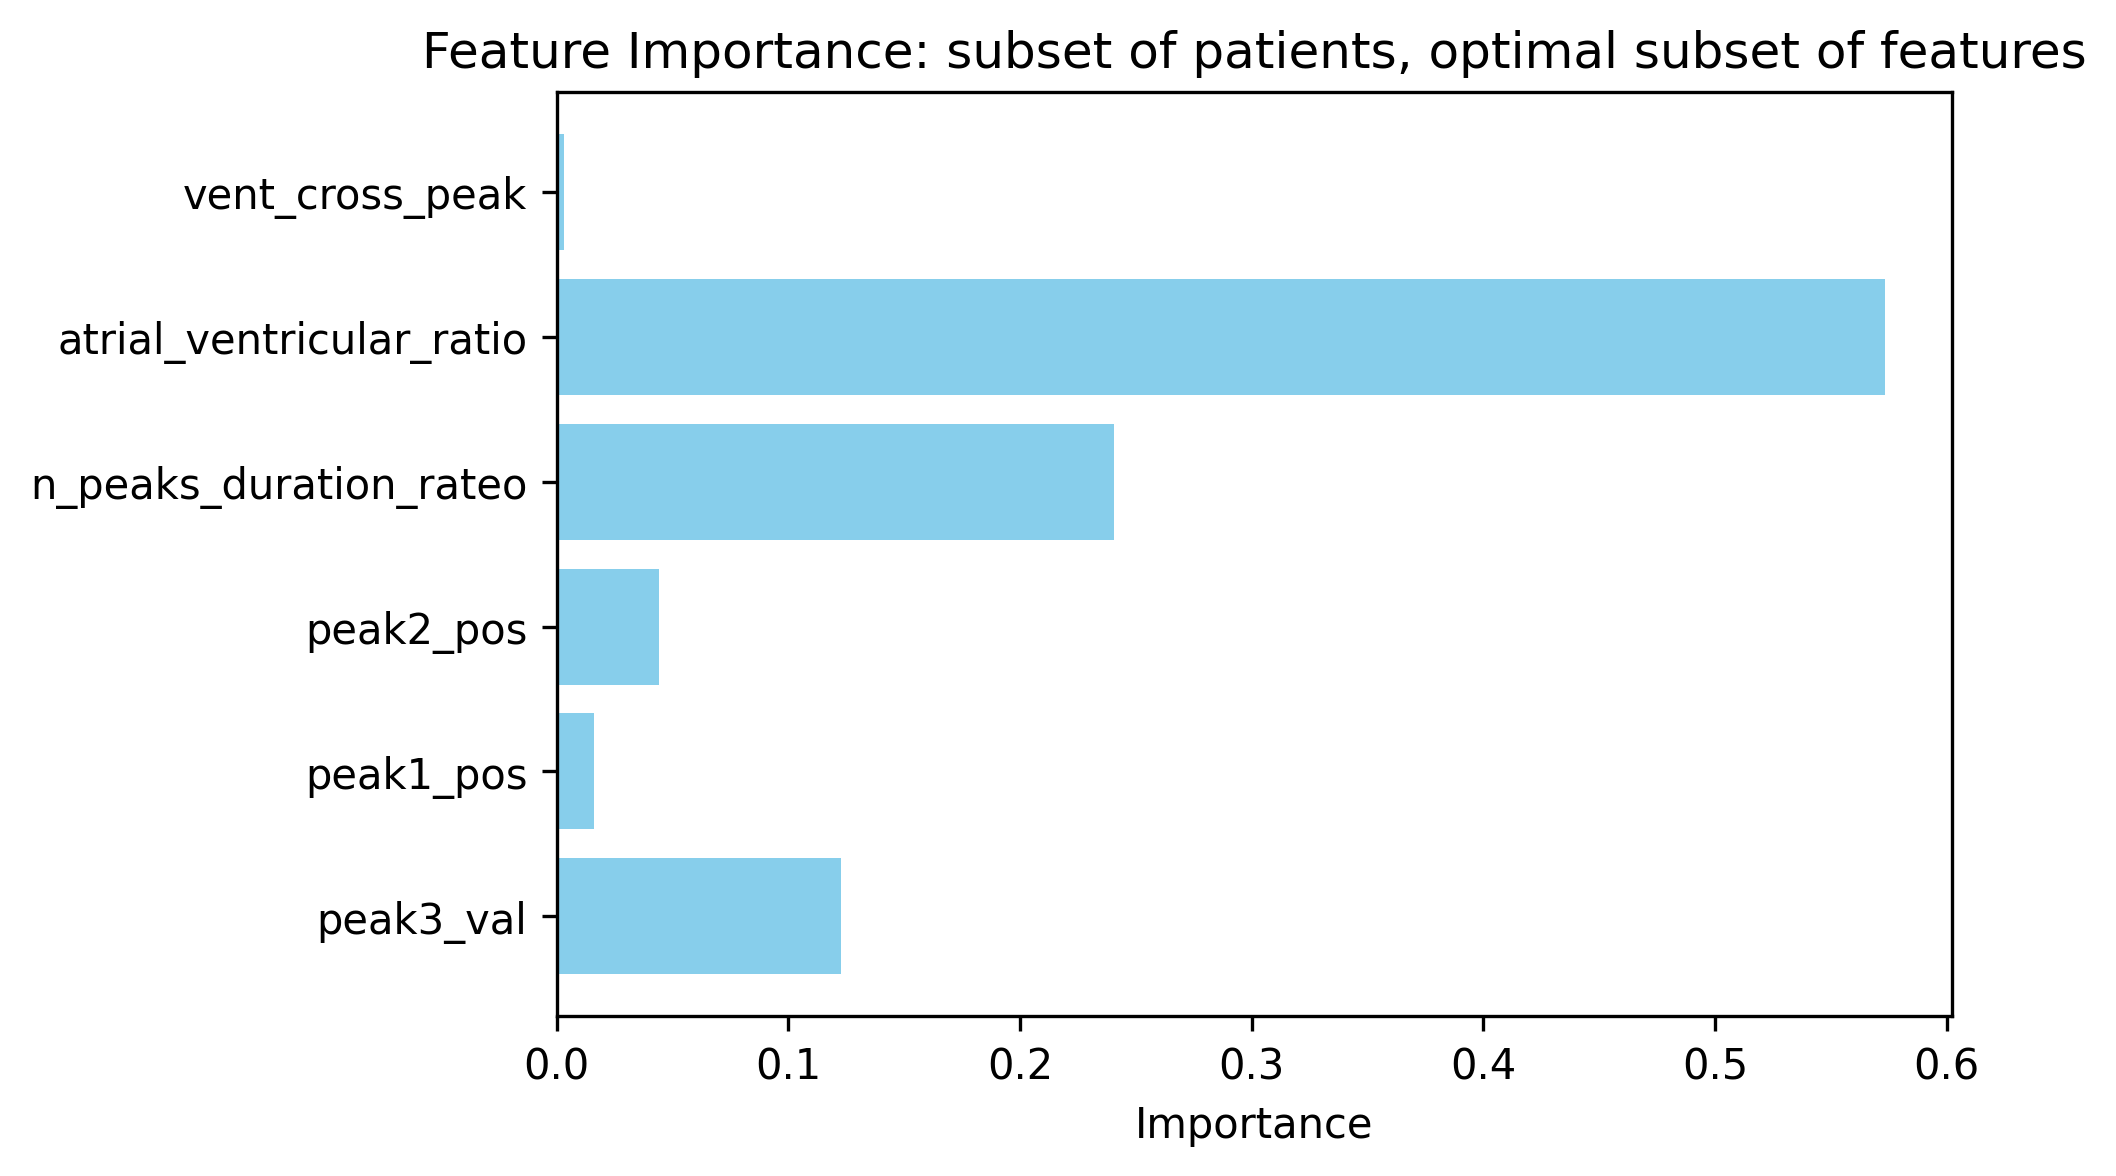 Feature Importance: subset of patients, optimal subset of features
vent_cross_peak
atrial_ventricular_ratio
n_peaks_duration_rateo
peak2_pos
peak1_pos
peak3_val
0.0 0.1 0.2 0.3 0.4 0.5 0.6
Importance